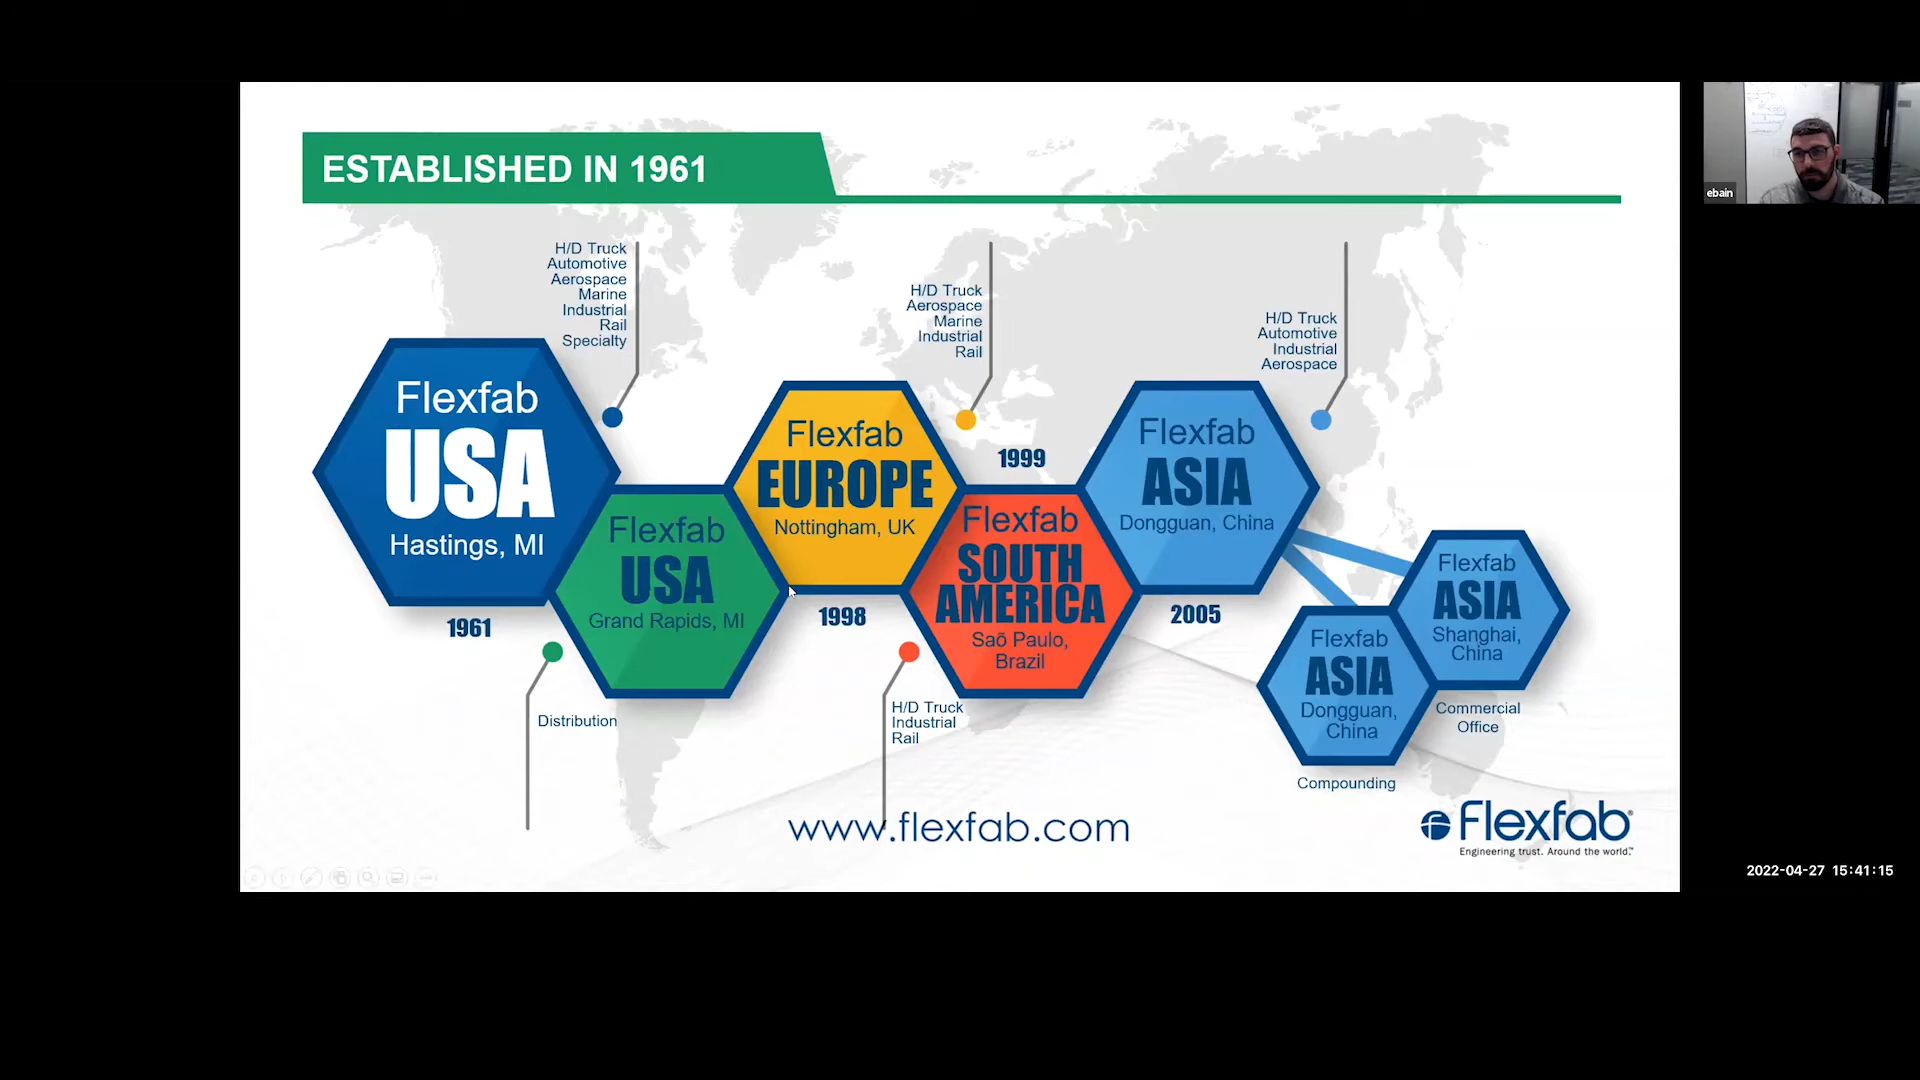 ESTABLISHED IN 1961
H/D Truck
Automotive
Aerospace
Marine
Industrial
Rail
Specialty
H/D Truck
Aerospace
Marine
Industrial
Rail
H/D Truck
Automotive
Industrial
Aerospace
Flexfab
USA
Hastings, MI
1961
Flexfab
USA
Grand Rapids, MI
Distribution
Flexfab
EUROPE
Nottingham, UK
1998
1999
Flexfab
SOUTH
AMERICA
Saõ Paulo,
Brazil
H/D Truck
Industrial
Rail
Flexfab
ASIA
Dongguan, China
2005
Flexfab
ASIA
Shanghai,
China
Commercial
Office
Flexfab
ASIA
Dongguan,
China
Compounding
www.flexfab.com
Flexfab®
Engineering trust. Around the world.™
ebain
2022-04-27 15:41:15